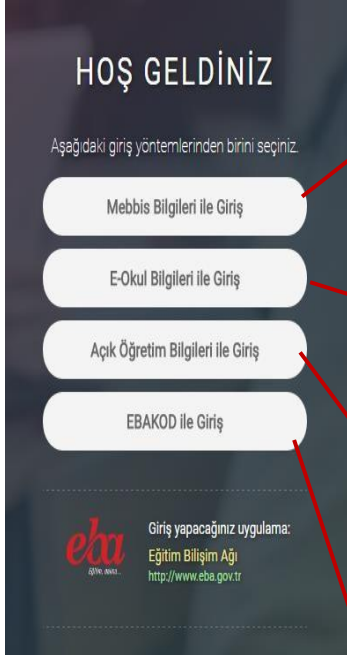 HOŞ GELDİNİZ
Aşağıdaki giriş yöntemlerinden birini seçiniz.
Mebbis Bilgileri ile Giriş
E-Okul Bilgileri ile Giriş
Açık Öğretim Bilgileri ile Giriş
EBAKOD ile Giriş
eba
Giriş yapacağınız uygulama:
Eğitim Bilişim Ağı
http://www.eba.gov.tr